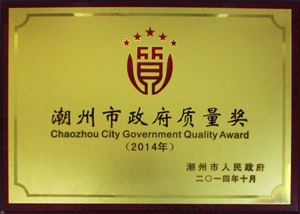 質
潮州市政府质量奖
Chaozhou City Government Quality Award
(2014年)
潮州市人民政府
二〇一四年十月